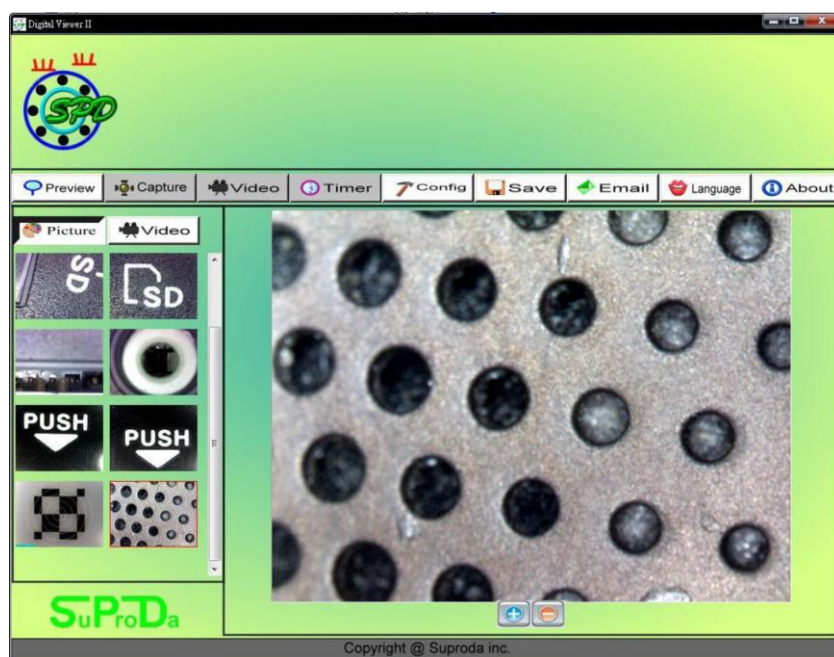 Digital Viewer II
SPD
Preview Capture Video Timer Config Save Email Language About
Picture Video
SD SD
PUSH PUSH
SuProDa
Copyright @ Suproda inc.